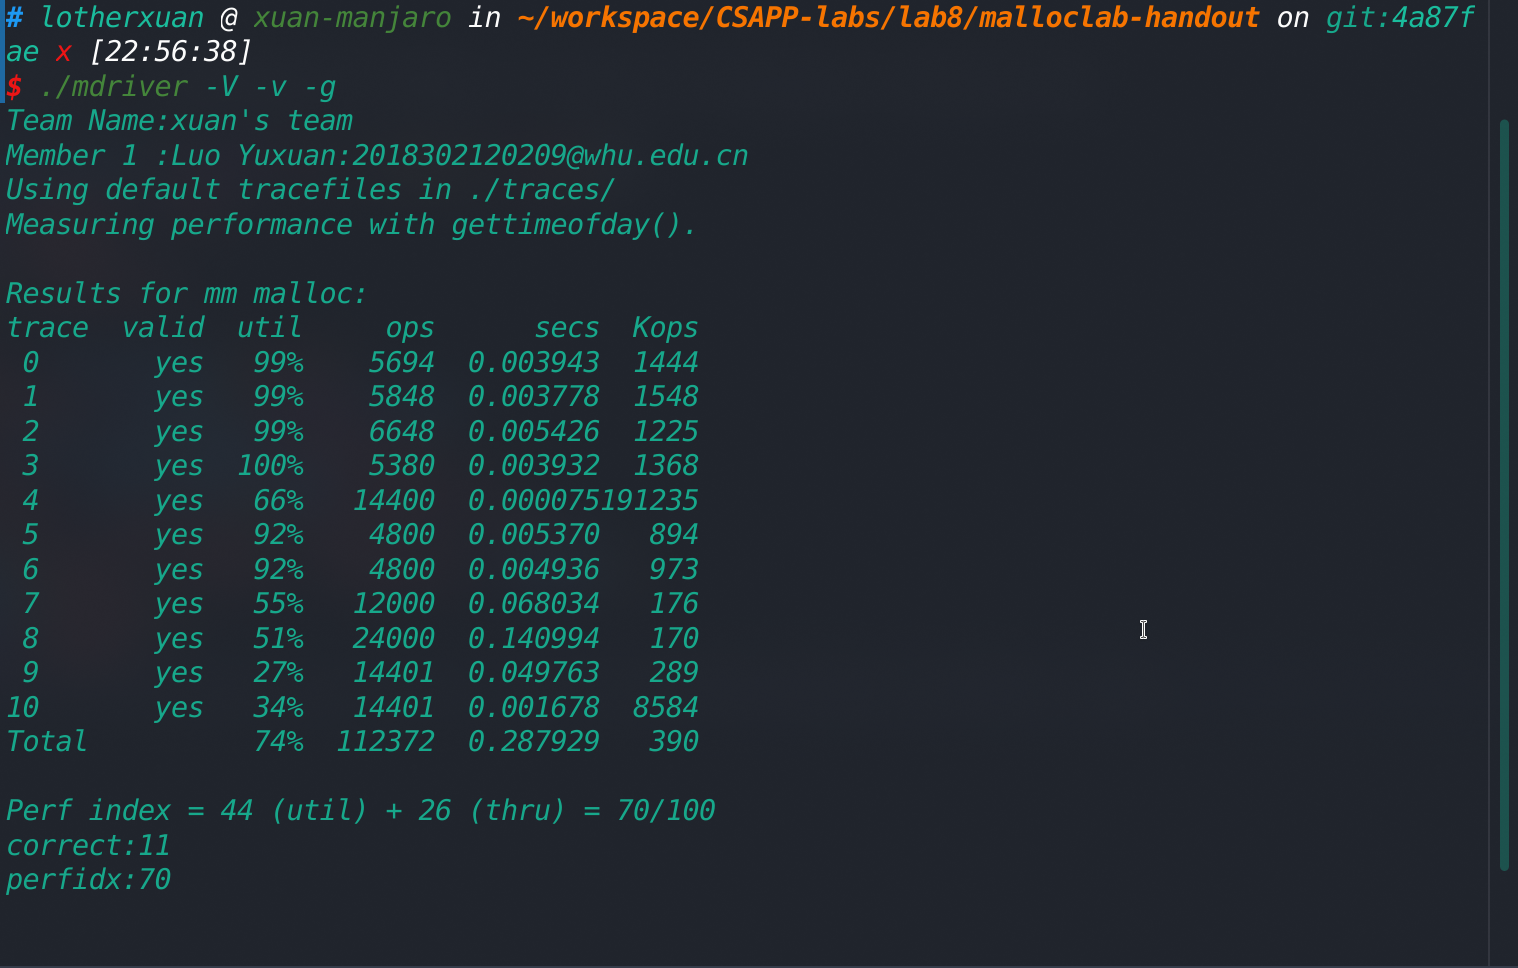 # lotherxuan @ xuan-manjaro in ~/workspace/CSAPP-labs/lab8/malloclab-handout on git:4a87f
ae x [22:56:38]
$ ./mdriver -V -v -g
Team Name:xuan's team
Member 1 :Luo Yuxuan:2018302120209@whu.edu.cn
Using default tracefiles in ./traces/
Measuring performance with gettimeofday().

Results for mm malloc:
trace  valid  util     ops      secs  Kops
 0       yes   99%    5694  0.003943  1444
 1       yes   99%    5848  0.003778  1548
 2       yes   99%    6648  0.005426  1225
 3       yes  100%    5380  0.003932  1368
 4       yes   66%   14400  0.000075191235
 5       yes   92%    4800  0.005370   894
 6       yes   92%    4800  0.004936   973
 7       yes   55%   12000  0.068034   176
 8       yes   51%   24000  0.140994   170
 9       yes   27%   14401  0.049763   289
10       yes   34%   14401  0.001678  8584
Total          74%  112372  0.287929   390

Perf index = 44 (util) + 26 (thru) = 70/100
correct:11
perfidx:70